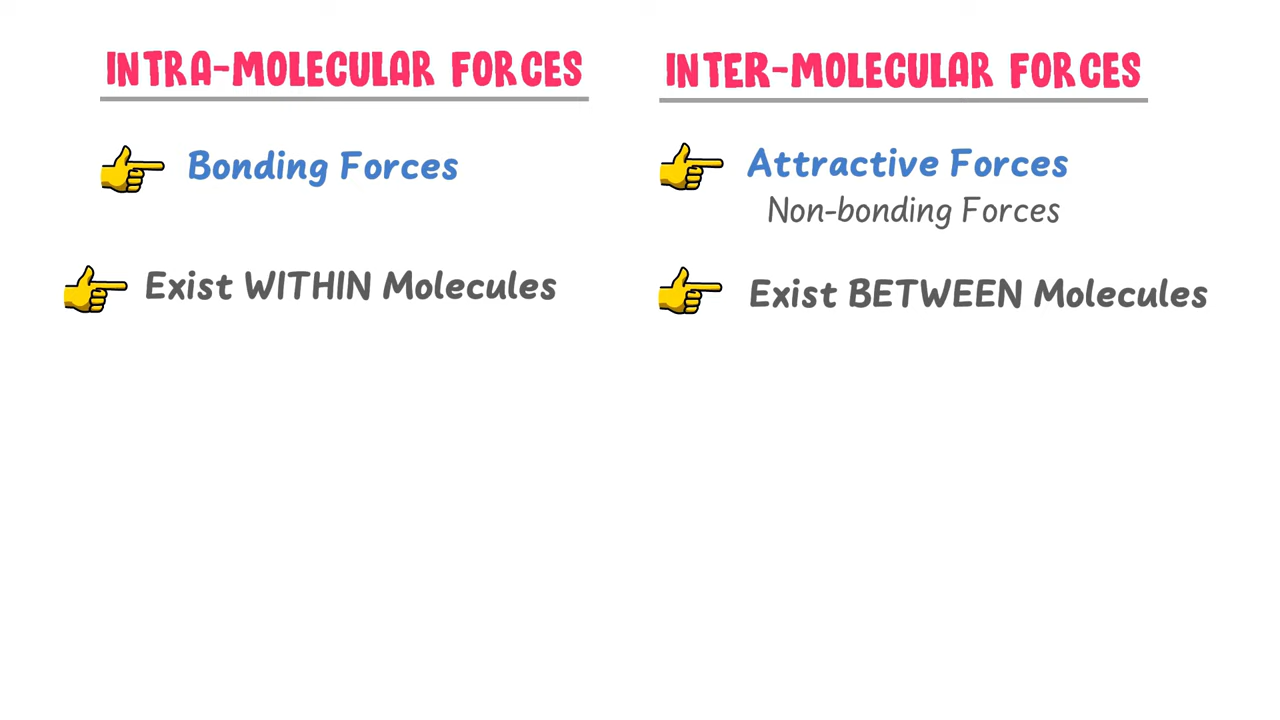 INTRA-MOLECULAR FORCES
Bonding Forces
Exist WITHIN Molecules
INTER-MOLECULAR FORCES
Attractive Forces
Non-bonding Forces
Exist BETWEEN Molecules